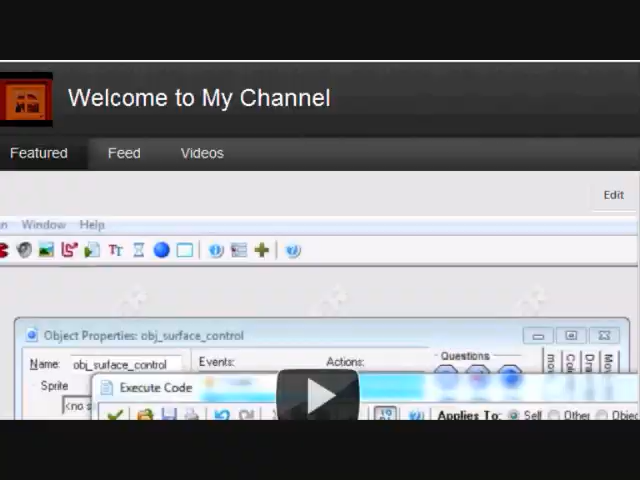 Welcome to My Channel
Featured Feed Videos
Edit
Window Help
Object Properties: obj_surface_control
Name: obj_surface_control Events: Actions: Questions
Sprite
Execute Code
<no
Applies To: Self Other